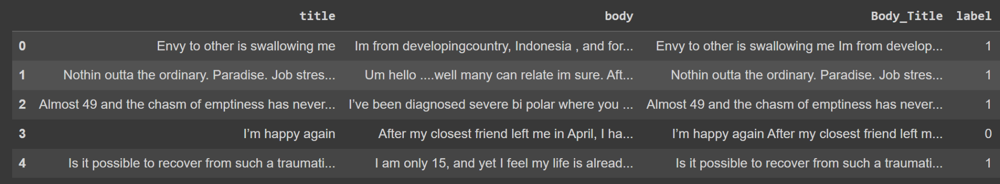 title body Body_Title label
0 Envy to other is swallowing me Im from developingcountry, Indonesia , and for... Envy to other is swallowing me Im from develop... 1
1 Nothin outta the ordinary. Paradise. Job stres... Um hello ....well many can relate im sure. Aft... Nothin outta the ordinary. Paradise. Job stres... 1
2 Almost 49 and the chasm of emptiness has never... I’ve been diagnosed severe bi polar where you ... Almost 49 and the chasm of emptiness has never... 1
3 I’m happy again After my closest friend left me in April, I ha... I’m happy again After my closest friend left m... 0
4 Is it possible to recover from such a traumati... I am only 15, and yet I feel my life is alread... Is it possible to recover from such a traumati... 1